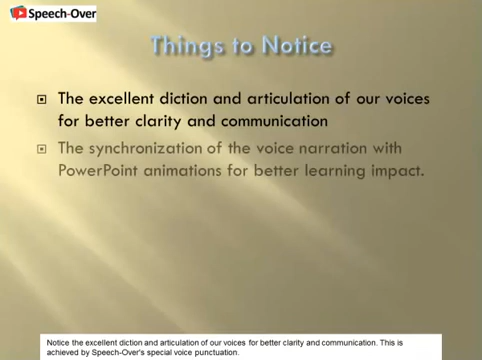 Speech-Over
Things to Notice
The excellent diction and articulation of our voices
for better clarity and communication
The synchronization of the voice narration with
PowerPoint animations for better learning impact.
Notice the excellent diction and articulation of our voices for better clarity and communication. This is
achieved by Speech-Over's special voice punctuation.